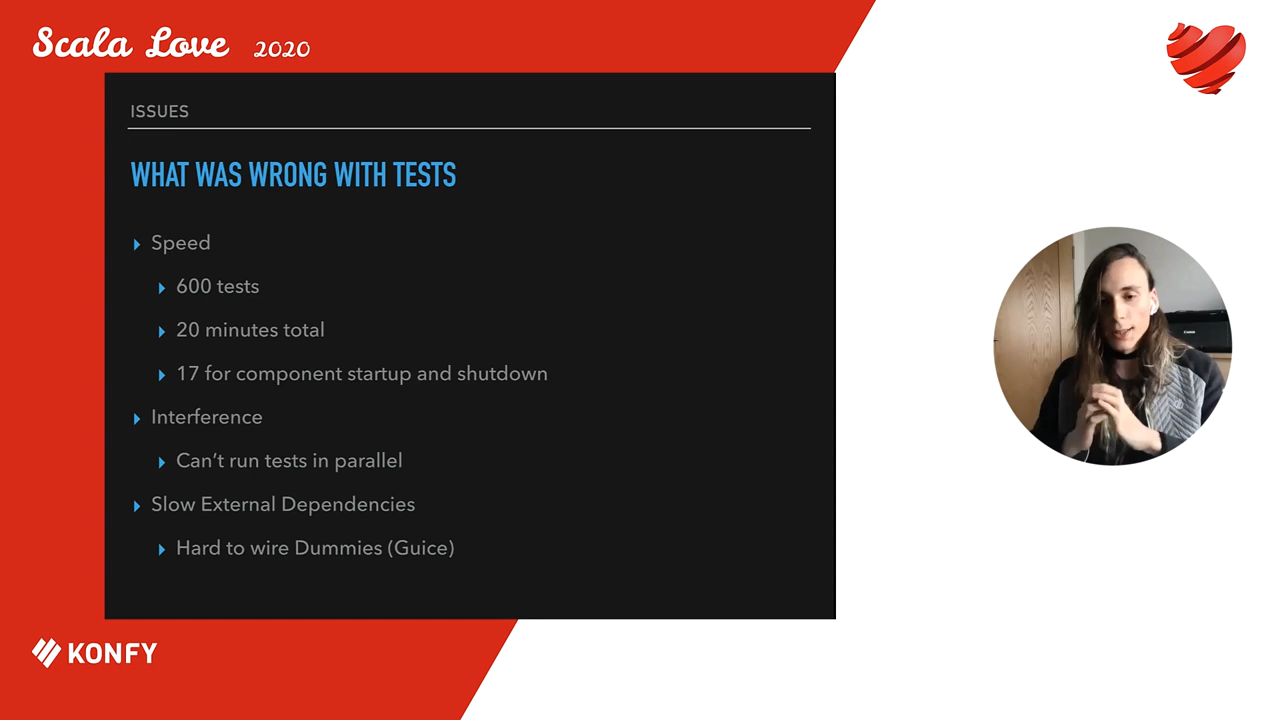 Scala Love 2020
ISSUES
WHAT WAS WRONG WITH TESTS
Speed
600 tests
20 minutes total
17 for component startup and shutdown
Interference
Can't run tests in parallel
Slow External Dependencies
Hard to wire Dummies (Guice)
Canon
KONFY